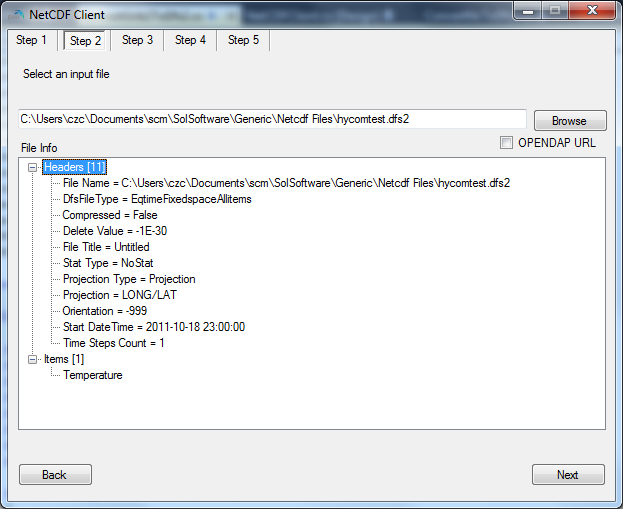 NetCDF Client
Step 1 Step 2 Step 3 Step 4 Step 5
Select an input file
C:\Users\czc\Documents\scm\SolSoftware\Generic\Netcdf Files\hycomtest.dfs2
Browse
OPENDAP URL
File Info
Headers [11]
File Name = C:\Users\czc\Documents\scm\SolSoftware\Generic\Netcdf Files\hycomtest.dfs2
DfsFileType = EqtimeFixedspaceAllitems
Compressed = False
Delete Value = -1E-30
File Title = Untitled
Stat Type = NoStat
Projection Type = Projection
Projection = LONG/LAT
Orientation = -999
Start DateTime = 2011-10-18 23:00:00
Time Steps Count = 1
Items [1]
Temperature
Back
Next